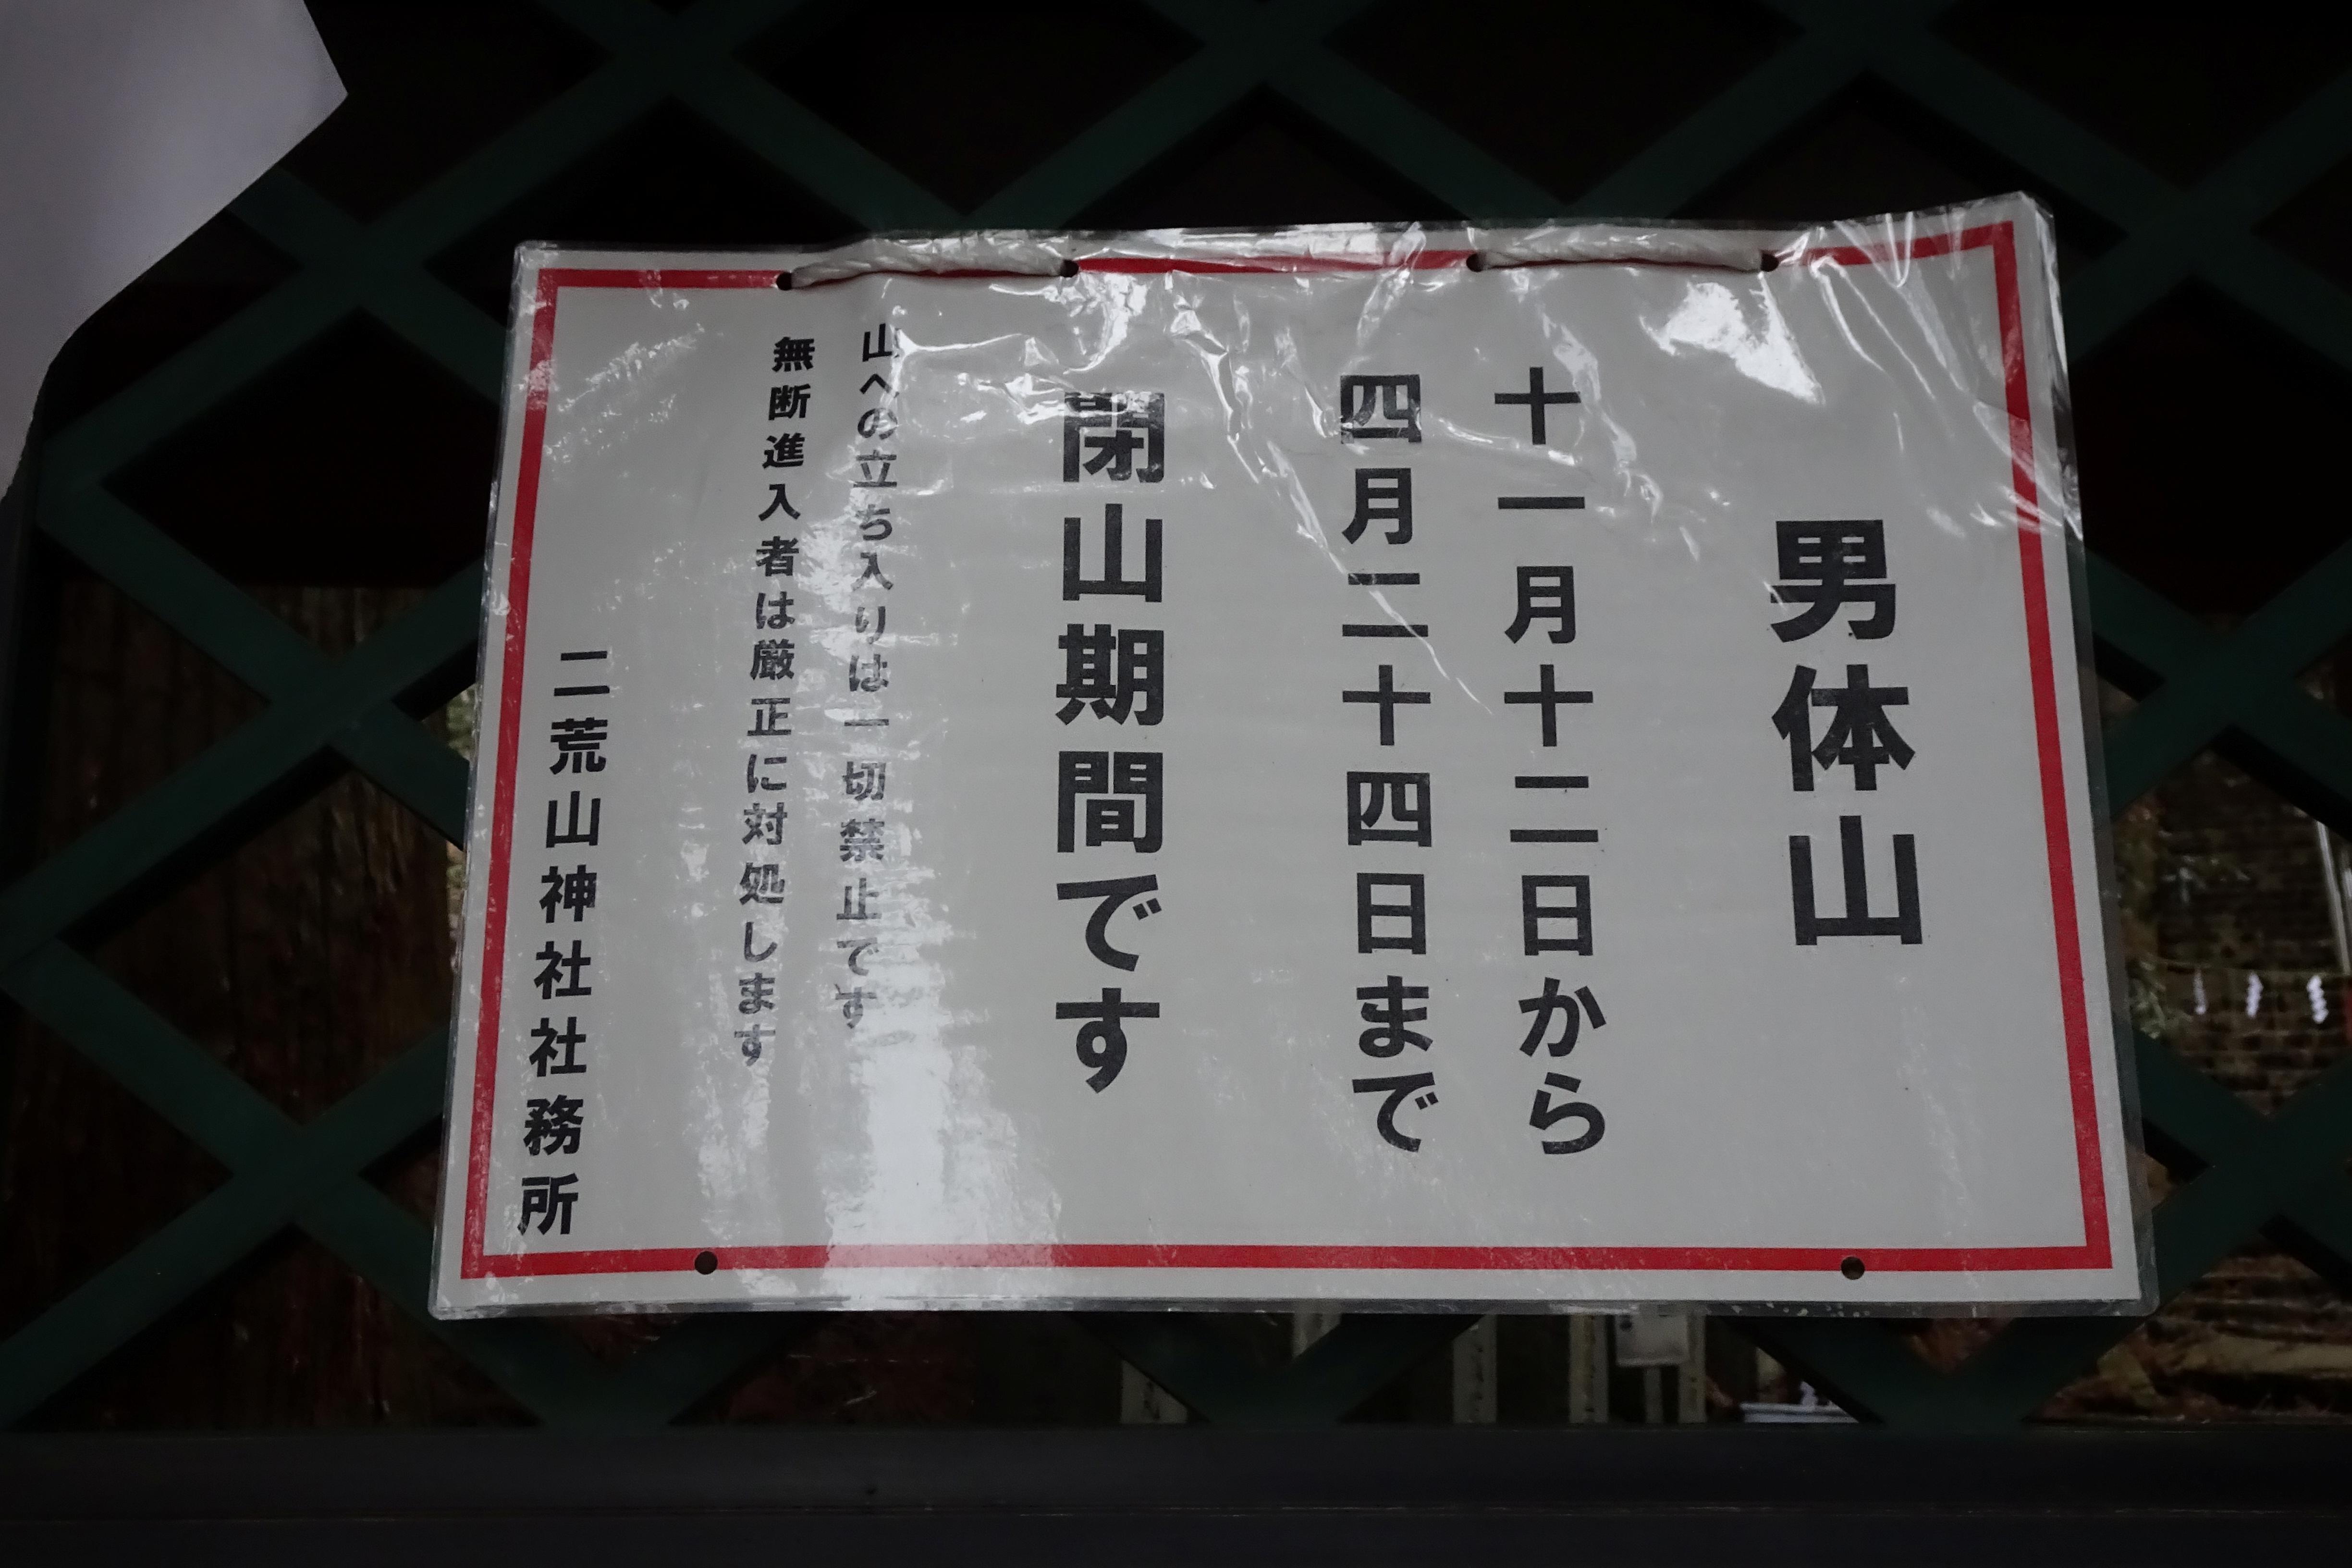 男体山
十一月十二日から
四月二十四日まで
閉山期間です
山への立ち入りは一切禁止です
無断進入者は厳正に対処します
二荒山神社社務所